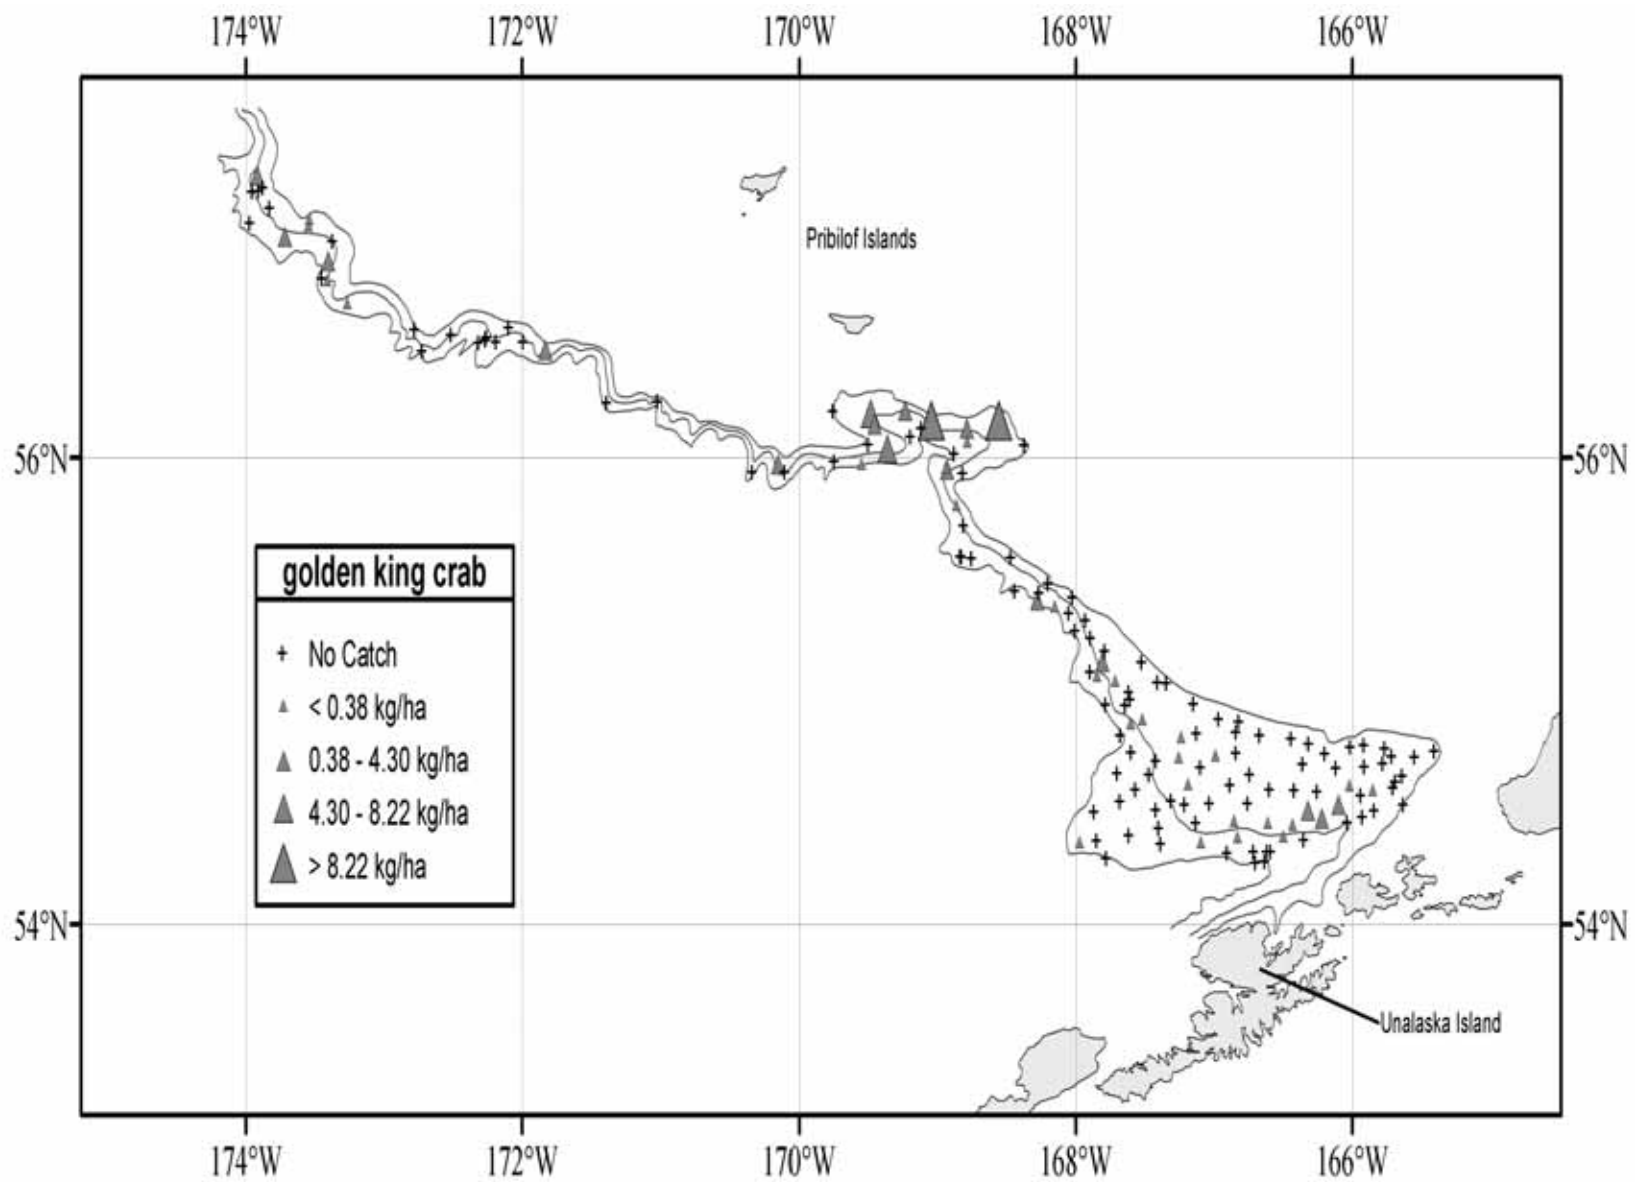 174°W 172°W 170°W 168°W 166°W
Pribilof Islands
56°N 56°N
golden king crab
No Catch
< 0.38 kg/ha
0.38 - 4.30 kg/ha
4.30 - 8.22 kg/ha
> 8.22 kg/ha
54°N 54°N
Unalaska Island
174°W 172°W 170°W 168°W 166°W